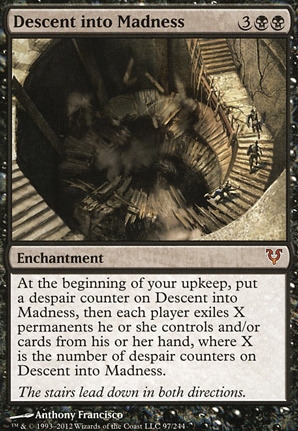 Descent into Madness 3
Enchantment
At the beginning of your upkeep, put
a despair counter on Descent into
Madness, then each player exiles X
permanents he or she controls and/or
cards from his or her hand, where X
is the number of despair counters on
Descent into Madness.
The stairs lead down in both directions.
Anthony Francisco
™ & © 1993-2012 Wizards of the Coast LLC 97/244